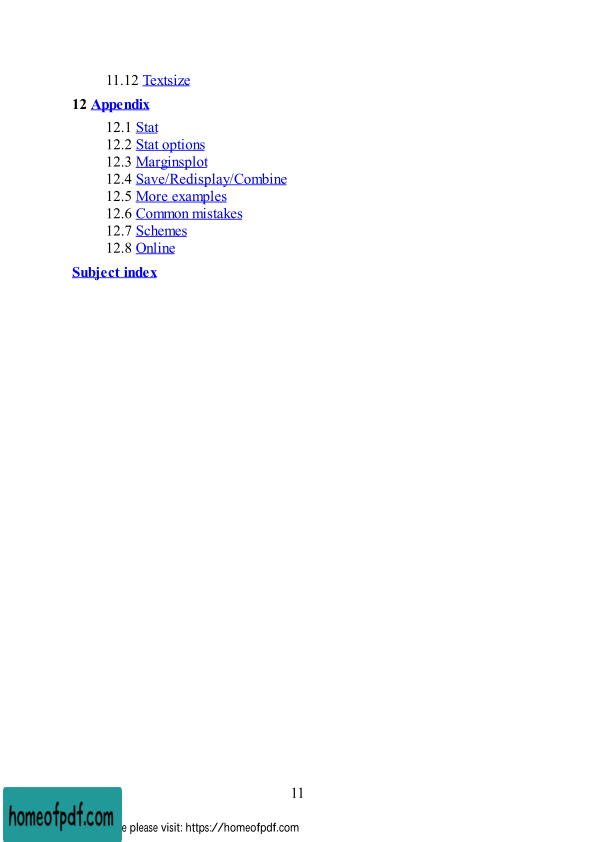 11.12 Textsize
12 Appendix
12.1 Stat
12.2 Stat options
12.3 Marginsplot
12.4 Save/Redisplay/Combine
12.5 More examples
12.6 Common mistakes
12.7 Schemes
12.8 Online
Subject index
11
homeofpdf.com
e please visit: https://homeofpdf.com